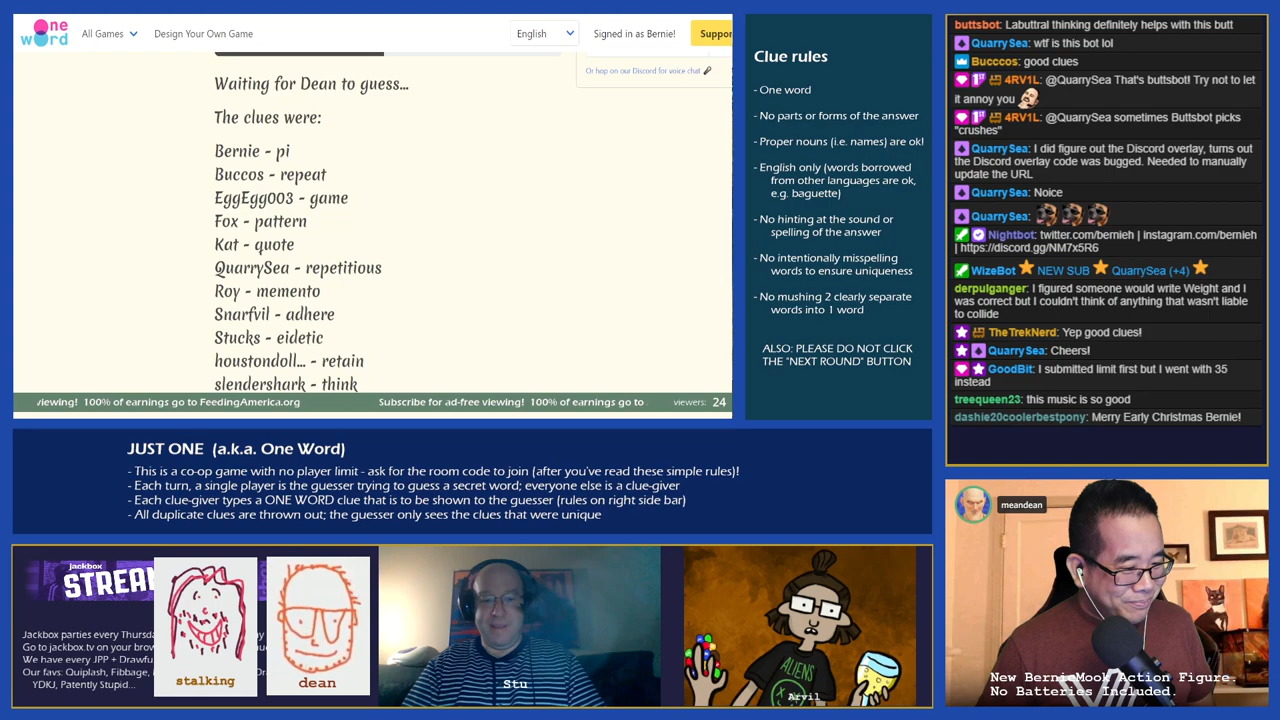 One
word
All Games
Design Your Own Game
English
Signed in as Bernie!
Suppor
Or hop on our Discord for voice chat
Waiting for Dean to guess...
The clues were:
Bernie - pi
Buccos - repeat
EggEgg003 - game
Fox - pattern
Kat - quote
QuarrySea - repetitious
Roy - memento
Snarfvil - adhere
Stucks - eidetic
houstondoll... - retain
slendershark - think
viewing! 100% of earnings go to FeedingAmerica.org
Subscribe for ad-free viewing! 100% of earnings go to
viewers: 24
Clue rules
- One word
- No parts or forms of the answer
- Proper nouns (i.e. names) are ok!
- English only (words borrowed
from other languages are ok,
e.g. baguette)
- No hinting at the sound or
spelling of the answer
- No intentionally misspelling
words to ensure uniqueness
- No mushing 2 clearly separate
words into 1 word
ALSO: PLEASE DO NOT CLICK
THE "NEXT ROUND" BUTTON
JUST ONE (a.k.a. One Word)
- This is a co-op game with no player limit - ask for the room code to join (after you've read these simple rules)!
- Each turn, a single player is the guesser trying to guess a secret word; everyone else is a clue-giver
- Each clue-giver types a ONE WORD clue that is to be shown to the guesser (rules on right side bar)
- All duplicate clues are thrown out; the guesser only sees the clues that were unique
buttsbot: Labuttral thinking definitely helps with this butt
QuarrySea: wtf is this bot lol
Bucccos: good clues
4RV1L: @QuarrySea That's buttsbot! Try not to let
it annoy you
4RV1L: @QuarrySea sometimes Buttsbot picks
"crushes"
QuarrySea: I did figure out the Discord overlay, turns out
the Discord overlay code was bugged. Needed to manually
update the URL
QuarrySea: Noice
QuarrySea:
Nightbot: twitter.com/bernieh | instagram.com/bernieh
| https://discord.gg/NM7x5R6
WizeBot NEW SUB QuarrySea (+4)
derpulganger: I figured someone would write Weight and I
was correct but I couldn't think of anything that wasn't liable
to collide
TheTrekNerd: Yep good clues!
QuarrySea: Cheers!
GoodBit: I submitted limit first but I went with 35
instead
treequeen23: this music is so good
dashie20coolerbestpony: Merry Early Christmas Bernie!
jackbox
STREA
Jackbox parties every Thursda
Go to jackbox.tv on your brow
We have every JPP + Drawfu
Our favs: Quiplash, Fibbage,
YDKJ, Patently Stupid...
stalking
dean
Stu
ALIENS
Arvil
meandean
New BernieMook Action Figu
No Batteries Included.